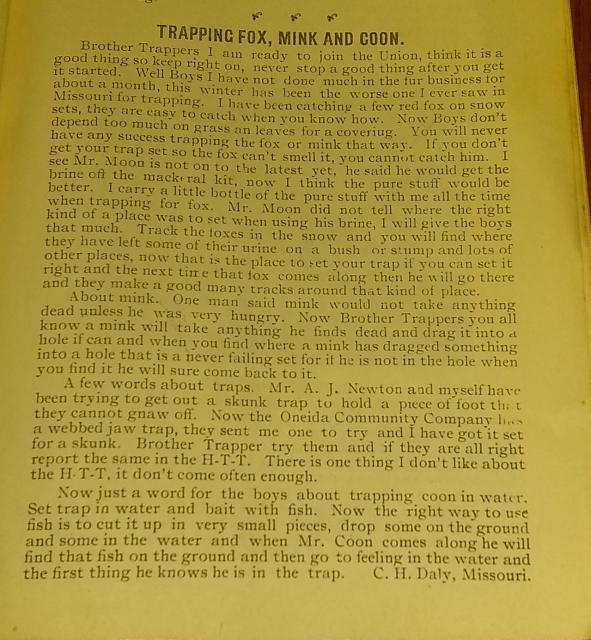 TRAPPING FOX, MINK AND COON.
Brother Trappers I am ready to join the Union, think it is a
good thing so keep right on, never stop a good thing after you get
it started. Well Boys I have not done much in the fur business for
about a month, this winter has been the worse one I ever saw in
Missouri for trapping. I have been catching a few red fox on snow
sets, they are easy to catch when you know how. Now Boys don't
depend too much on grass an leaves for a covering. You will never
have any success trapping the fox or mink that way. If you don't
get your trap set so the fox can't smell it, you cannot catch him. I
see Mr. Moon is not on to the latest yet, he said he would get the
brine off the mackeral kit, now I think the pure stuff would be
better. I carry a little bottle of the pure stuff with me all the time
when trapping for fox. Mr. Moon did not tell where the right
kind of a place was to set when using his brine, I will give the boys
that much. Track the foxes in the snow and you will find where
they have left some of their urine on a bush or stump and lots of
other places, now that is the place to set your trap if you can set it
right and the next time that fox comes along then he will go there
and they make a good many tracks around that kind of place.
About mink. One man said mink would not take anything
dead unless he was very hungry. Now Brother Trappers you all
know a mink will take anything he finds dead and drag it into a
hole if can and when you find where a mink has dragged something
into a hole that is a never failing set for if he is not in the hole when
you find it he will sure come back to it.
A few words about traps. Mr. A. J. Newton and myself have
been trying to get out a skunk trap to hold a piece of foot that
they cannot gnaw off. Now the Oneida Community Company has
a webbed jaw trap, they sent me one to try and I have got it set
for a skunk. Brother Trapper try them and if they are all right
report the same in the H-T-T. There is one thing I don't like about
the H-T-T, it don't come often enough.
Now just a word for the boys about trapping coon in water.
Set trap in water and bait with fish. Now the right way to use
fish is to cut it up in very small pieces, drop some on the ground
and some in the water and when Mr. Coon comes along he will
find that fish on the ground and then go to feeling in the water and
the first thing he knows he is in the trap. C. H. Daly, Missouri.